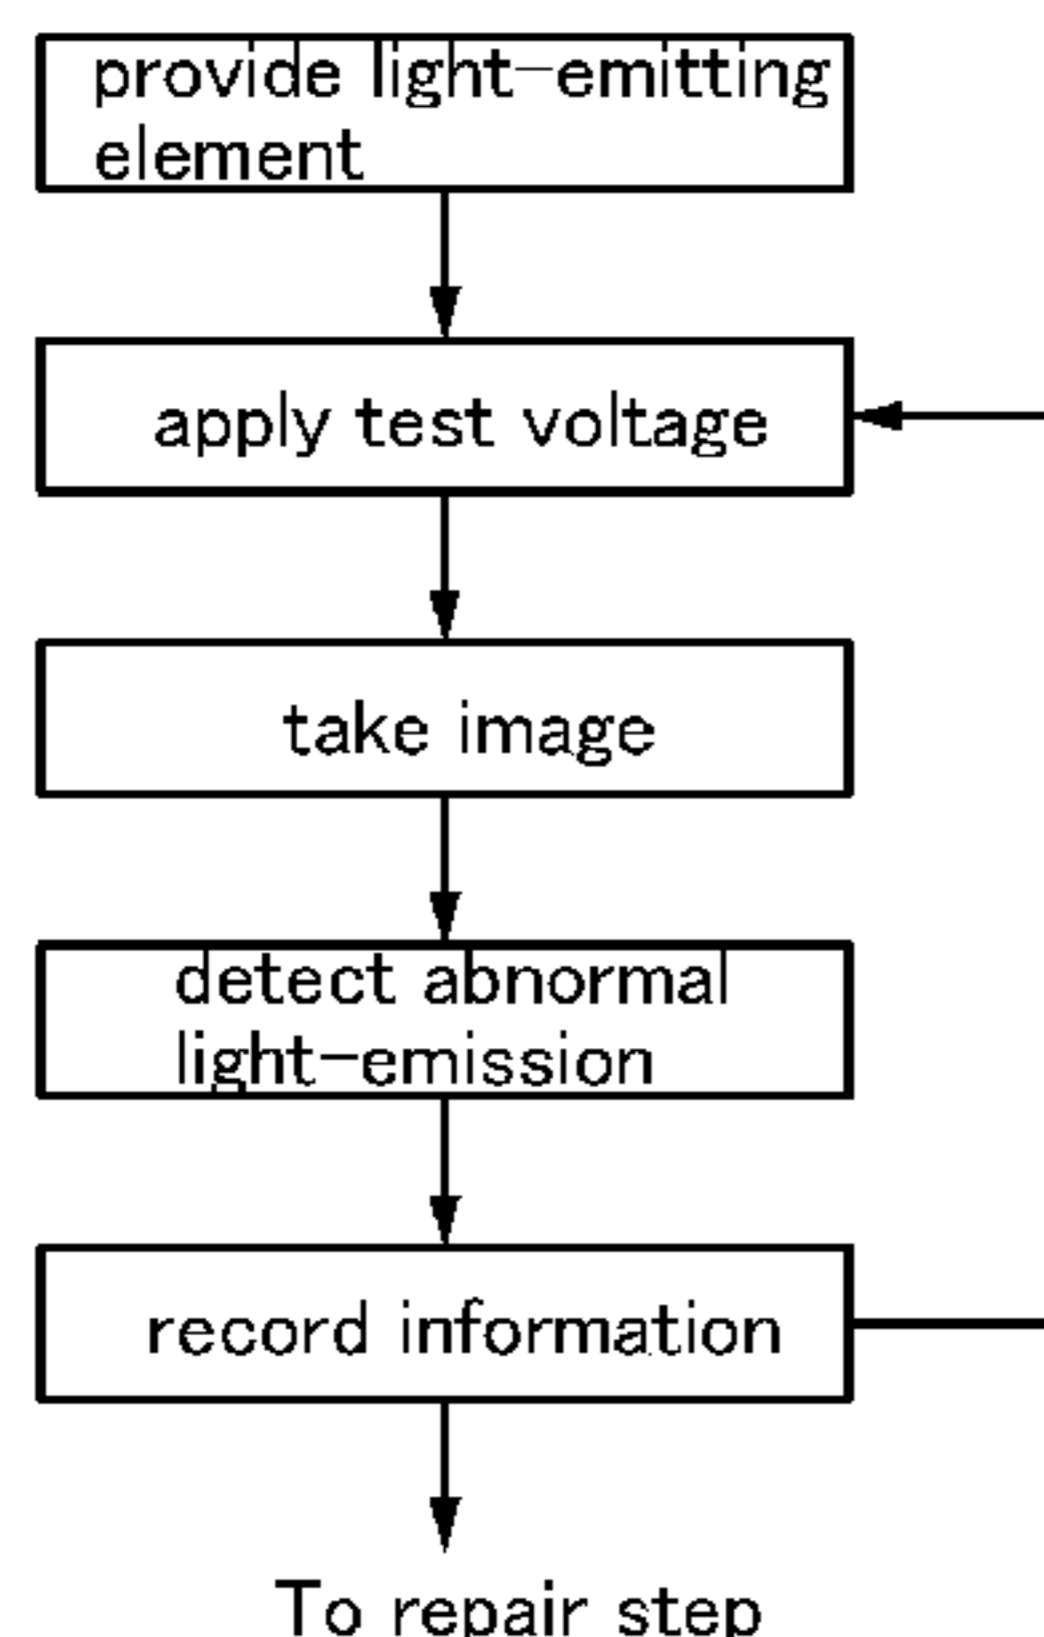 provide light-emitting
element
apply test voltage
take image
detect abnormal
light-emission
record information
To repair step